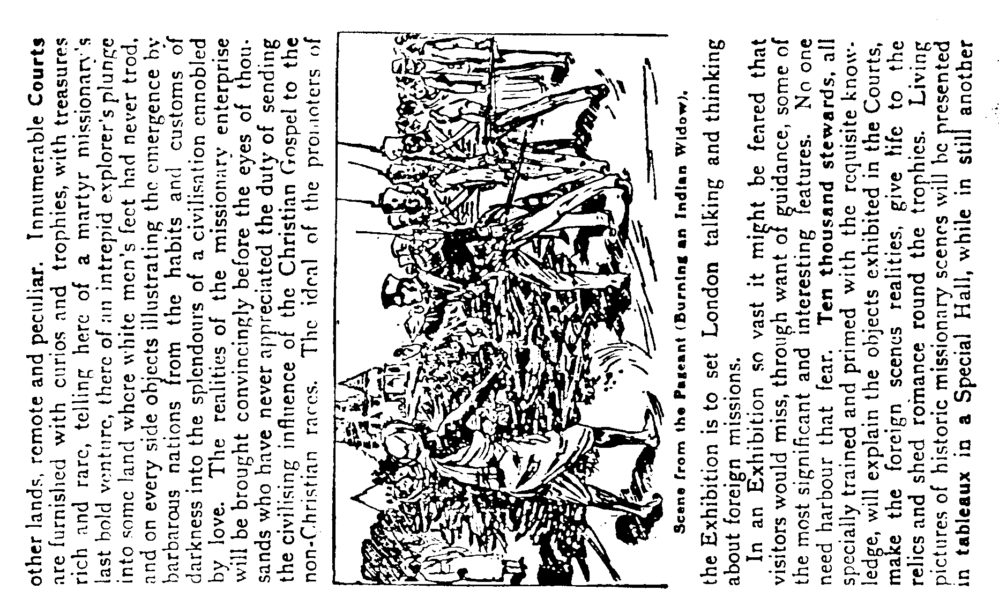 other lands, remote and peculiar. Innumerable Courts
are furnished with curios and trophies, with treasures
rich and rare, telling here of a martyr missionary's
last bold venture, there of an intrepid explorer's plunge
into some land where white men's feet had never trod,
and on every side objects illustrating the emergence by
barbarous nations from the habits and customs of
darkness into the splendours of a civilisation ennobled
by love. The realities of the missionary enterprise
will be brought convincingly before the eyes of thou-
sands who have never appreciated the duty of sending
the civilising influence of the Christian Gospel to the
non-Christian races. The ideal of the promoters of
Scene from the Pageant (Burning an Indian Widow).
the Exhibition is to set London talking and thinking
about foreign missions.
In an Exhibition so vast it might be feared that
visitors would miss, through want of guidance, some of
the most significant and interesting features. No one
need harbour that fear. Ten thousand stewards, all
specially trained and primed with the requisite know-
ledge, will explain the objects exhibited in the Courts,
make the foreign scenes realities, give life to the
relics and shed romance round the trophies. Living
pictures of historic missionary scenes will be presented
in tableaux in a Special Hall, while in still another